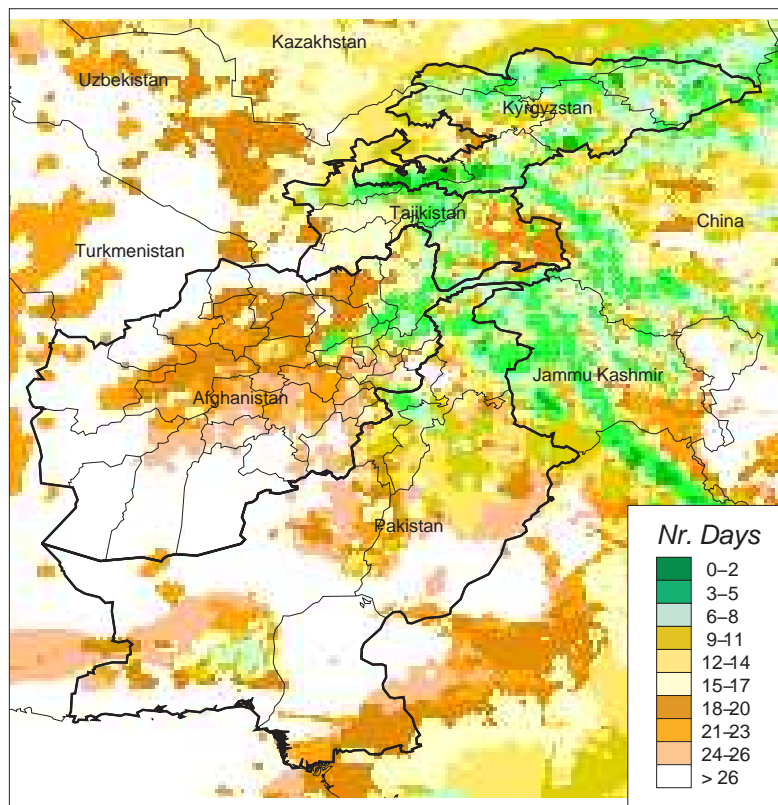 Kazakhstan
Uzbekistan
Kyrgyzstan
Tajikistan
China
Turkmenistan
Jammu Kashmir
Afghanistan
Pakistan
Nr. Days
0–2
3–5
6–8
9–11
12–14
15–17
18–20
21–23
24–26
> 26